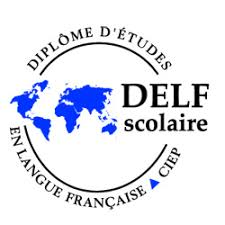 DIPLÔME D'ÉTUDES
DELF
scolaire
EN LANGUE FRANÇAISE ▲ CIEP